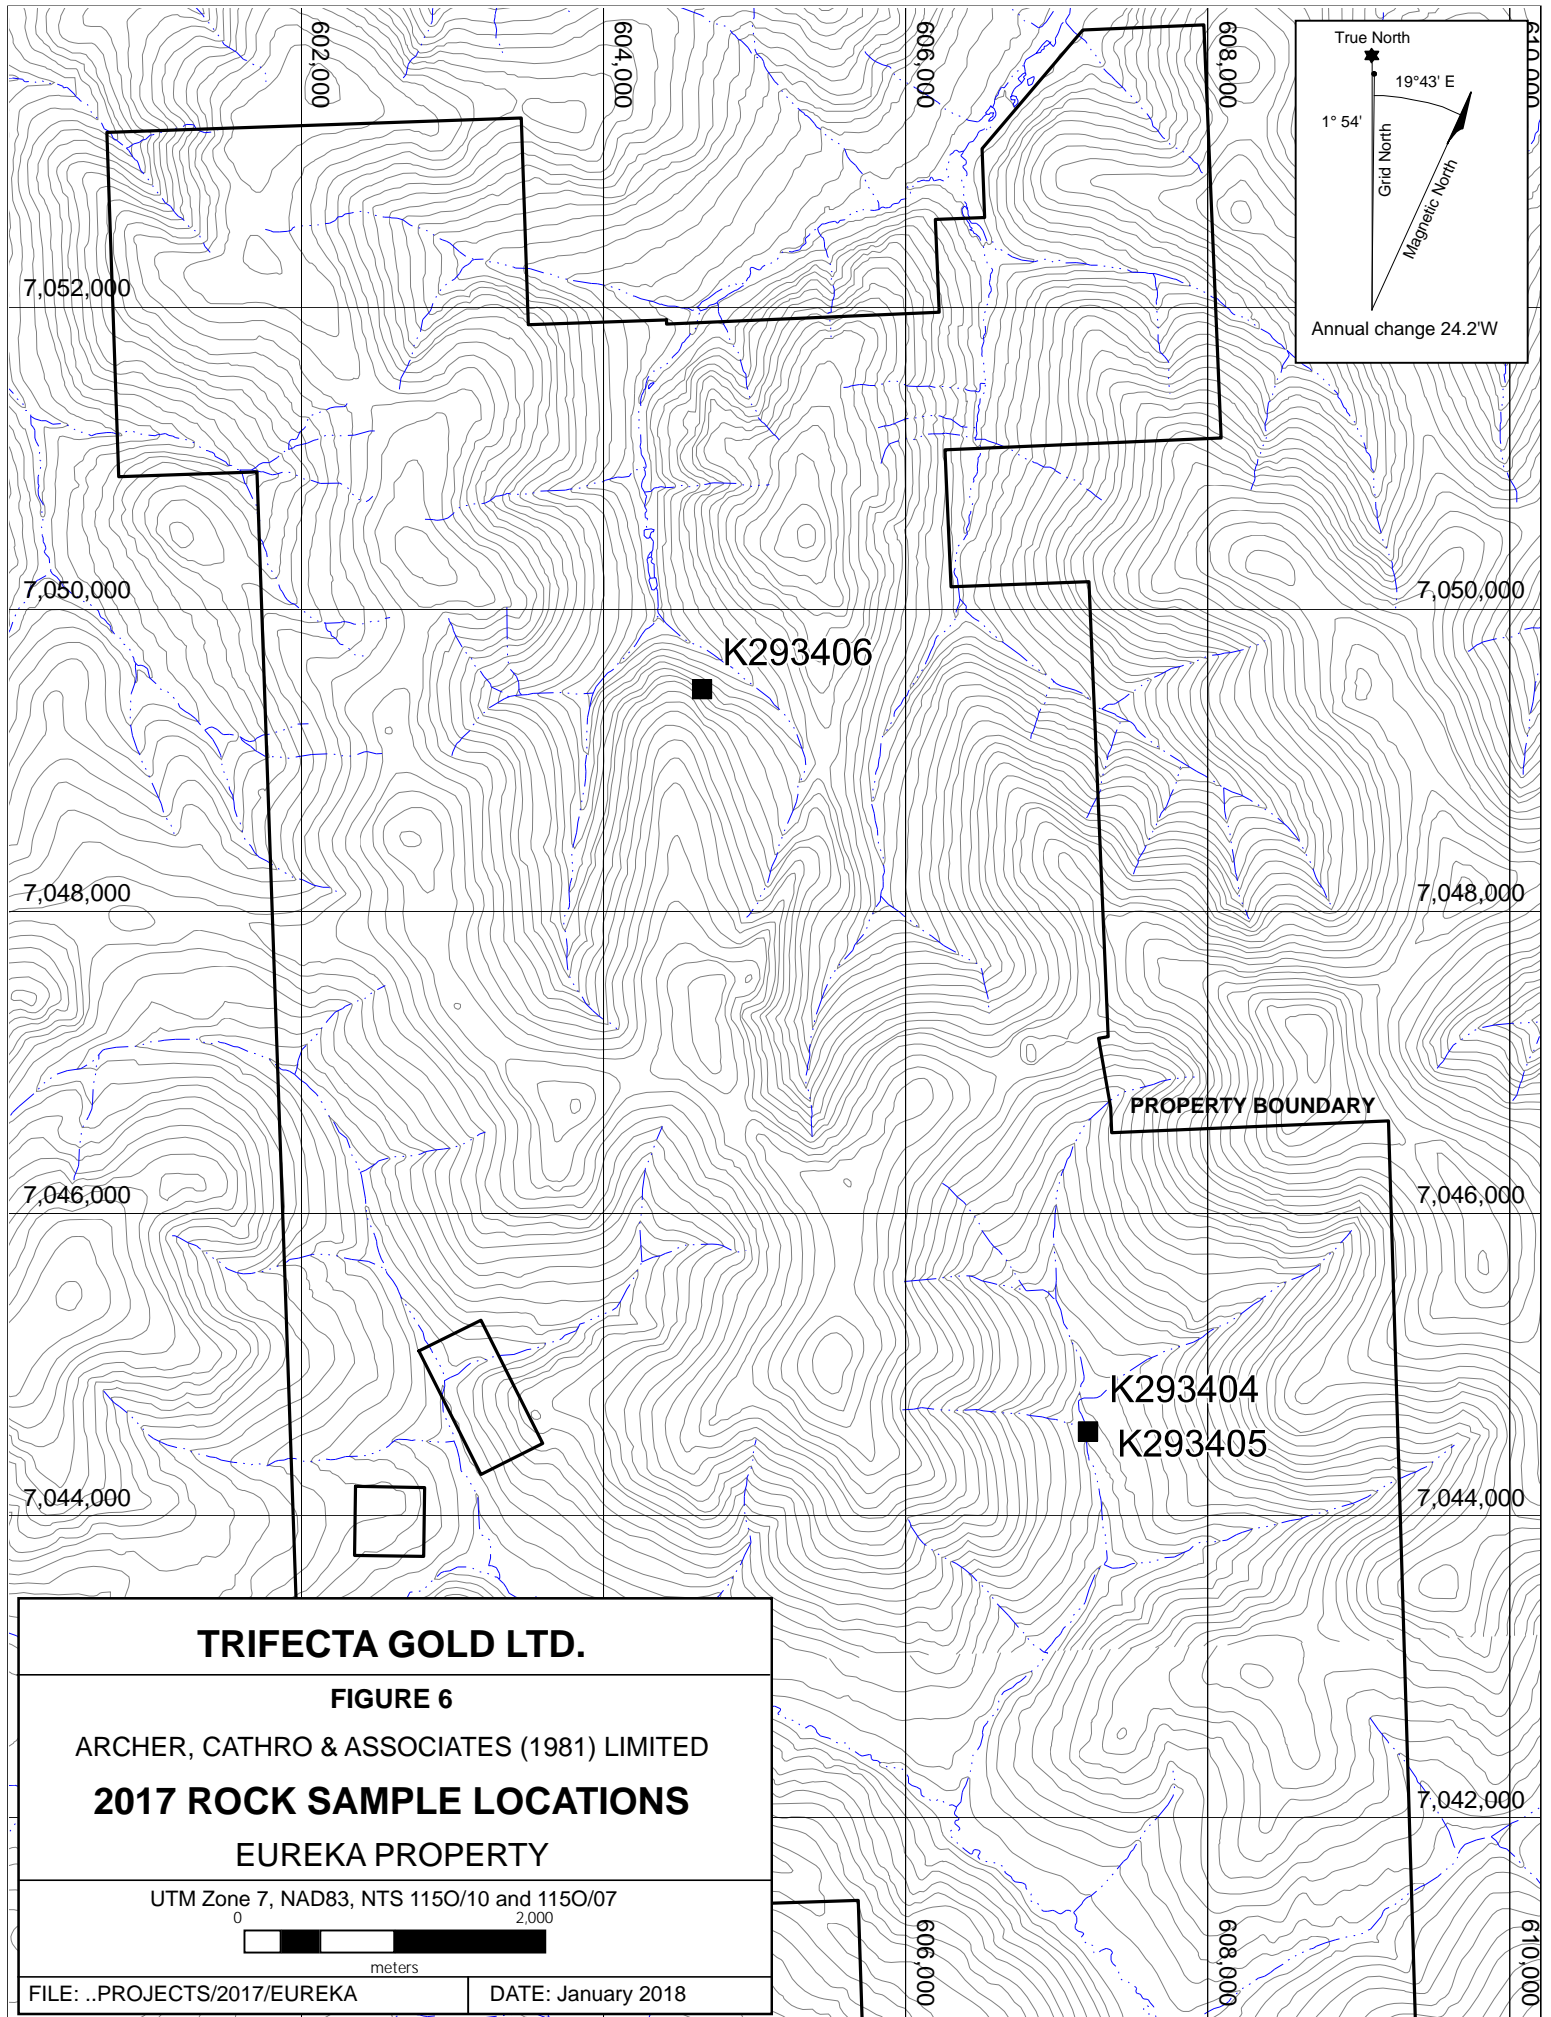 602,000
604,000
606,000
608,000
610,000
True North
19°43' E
1° 54'
Grid North
Magnetic North
Annual change 24.2'W
7,052,000
7,050,000
7,050,000
K293406
7,048,000
7,048,000
PROPERTY BOUNDARY
7,046,000
7,046,000
K293404
K293405
7,044,000
7,044,000
7,042,000
606,000
608,000
610,000
TRIFECTA GOLD LTD.
FIGURE 6
ARCHER, CATHRO & ASSOCIATES (1981) LIMITED
2017 ROCK SAMPLE LOCATIONS
EUREKA PROPERTY
UTM Zone 7, NAD83, NTS 115O/10 and 115O/07
0 2,000
meters
FILE: ..PROJECTS/2017/EUREKA
DATE: January 2018